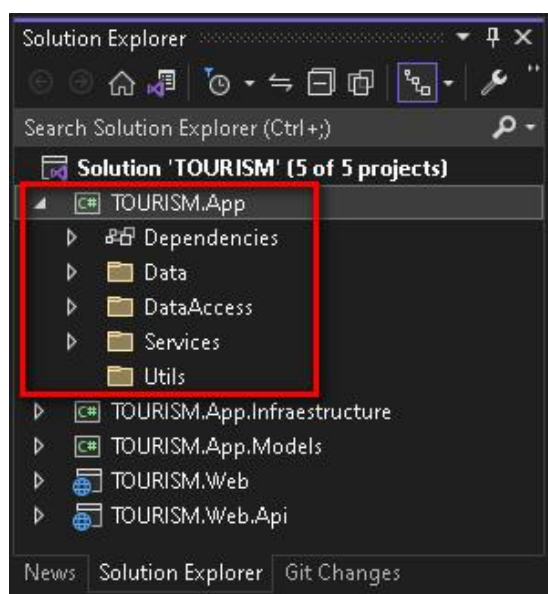 Solution Explorer
Search Solution Explorer (Ctrl+;)
Solution 'TOURISM' (5 of 5 projects)
C# TOURISM.App
Dependencies
Data
DataAccess
Services
Utils
C# TOURISM.App.Infraestructure
C# TOURISM.App.Models
TOURISM.Web
TOURISM.Web.Api
News Solution Explorer Git Changes